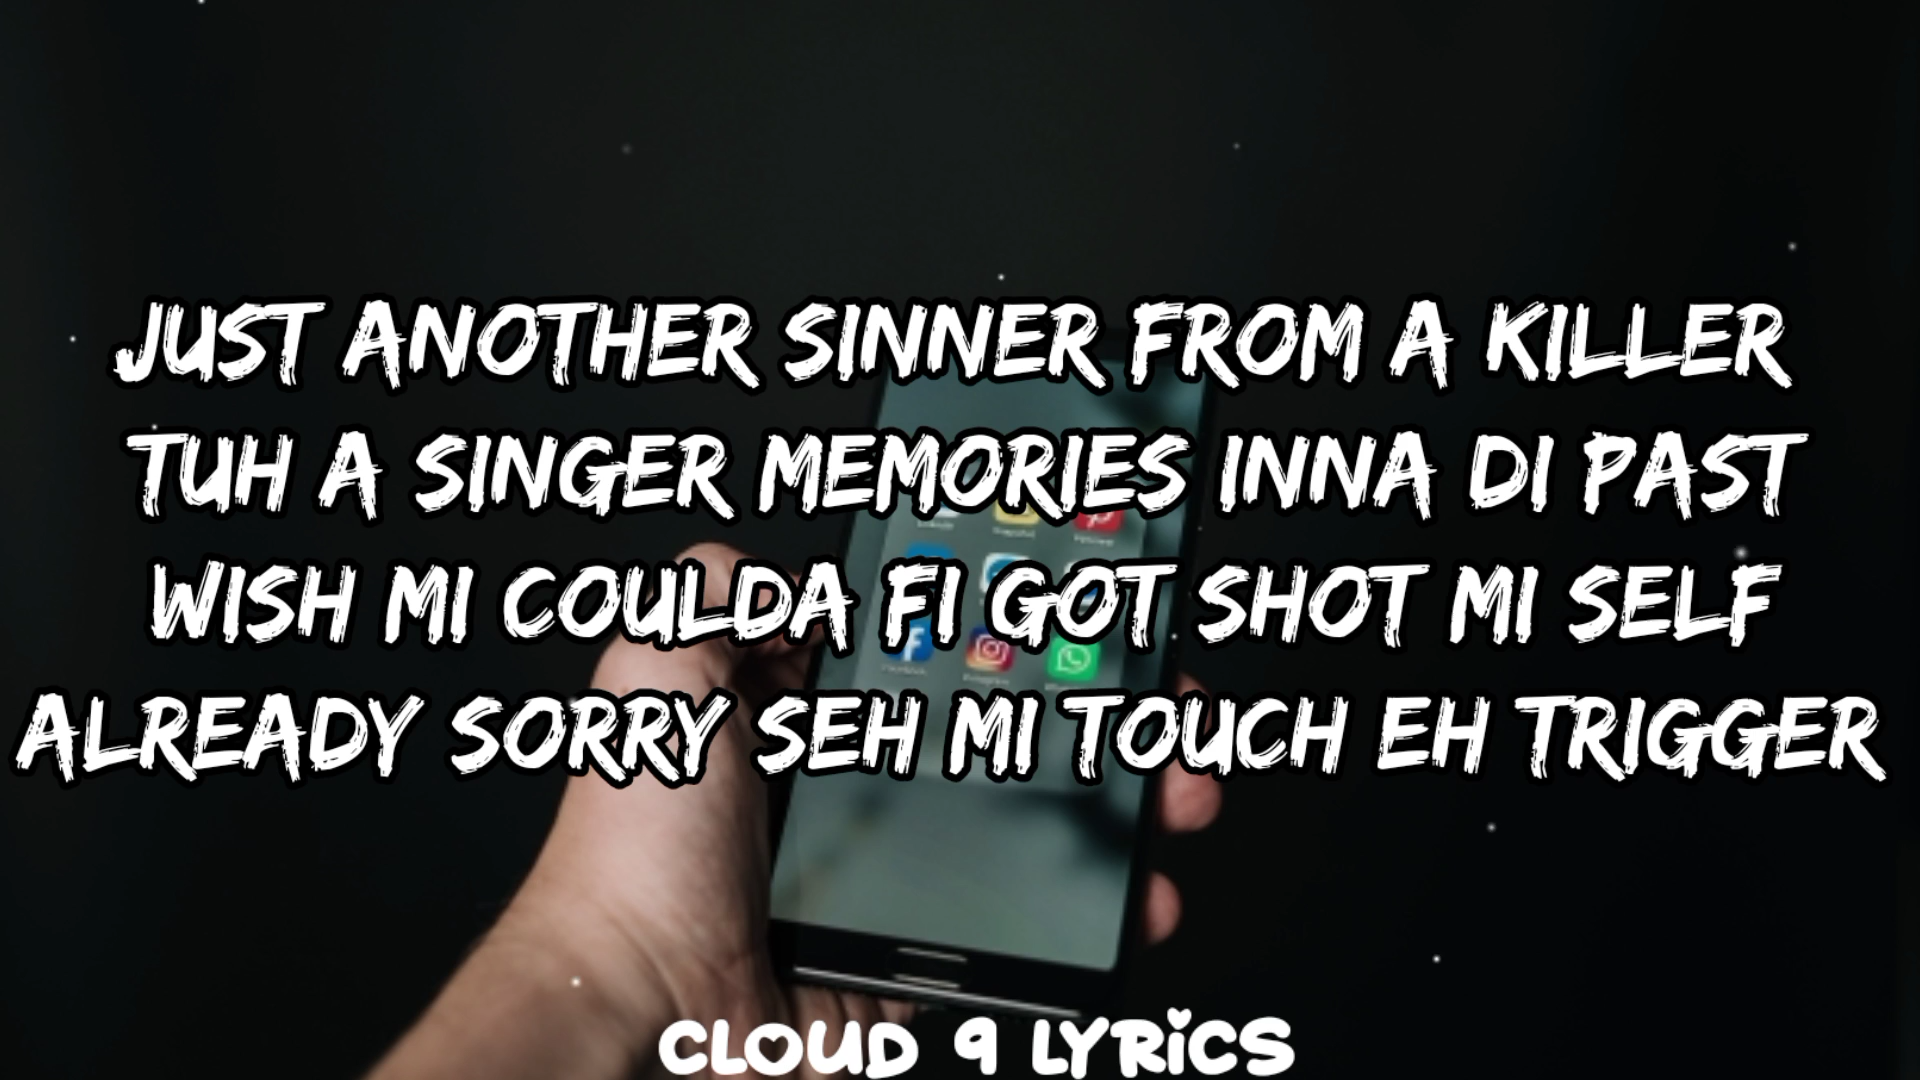 JUST ANOTHER SINNER FROM A KILLER
TUH A SINGER MEMORIES INNA DI PAST
WISH MI COULDA FI GOT SHOT MI SELF
ALREADY SORRY SEH MI TOUCH EH TRIGGER
CLOUD 9 LYRICS